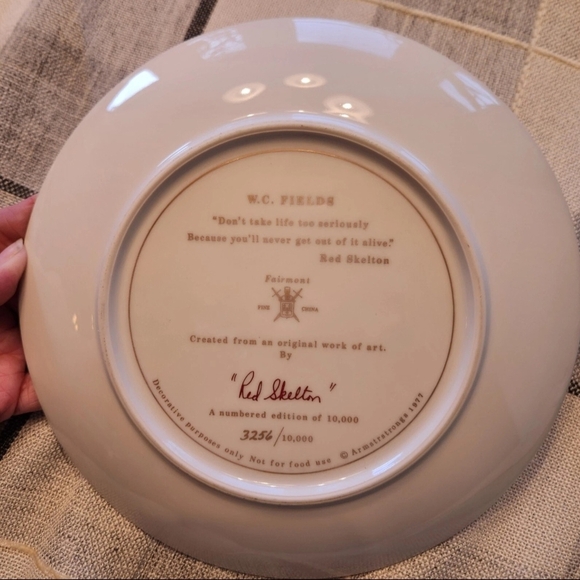 W.C. FIELDS
"Don't take life too seriously
Because you'll never get out of it alive."
Red Skelton
Fairmont
FINE CHINA
Created from an original work of art.
By
"Red Skelton"
A numbered edition of 10,000
3256/10,000
Decorative purposes only Not for food use © Armstrongs 1977